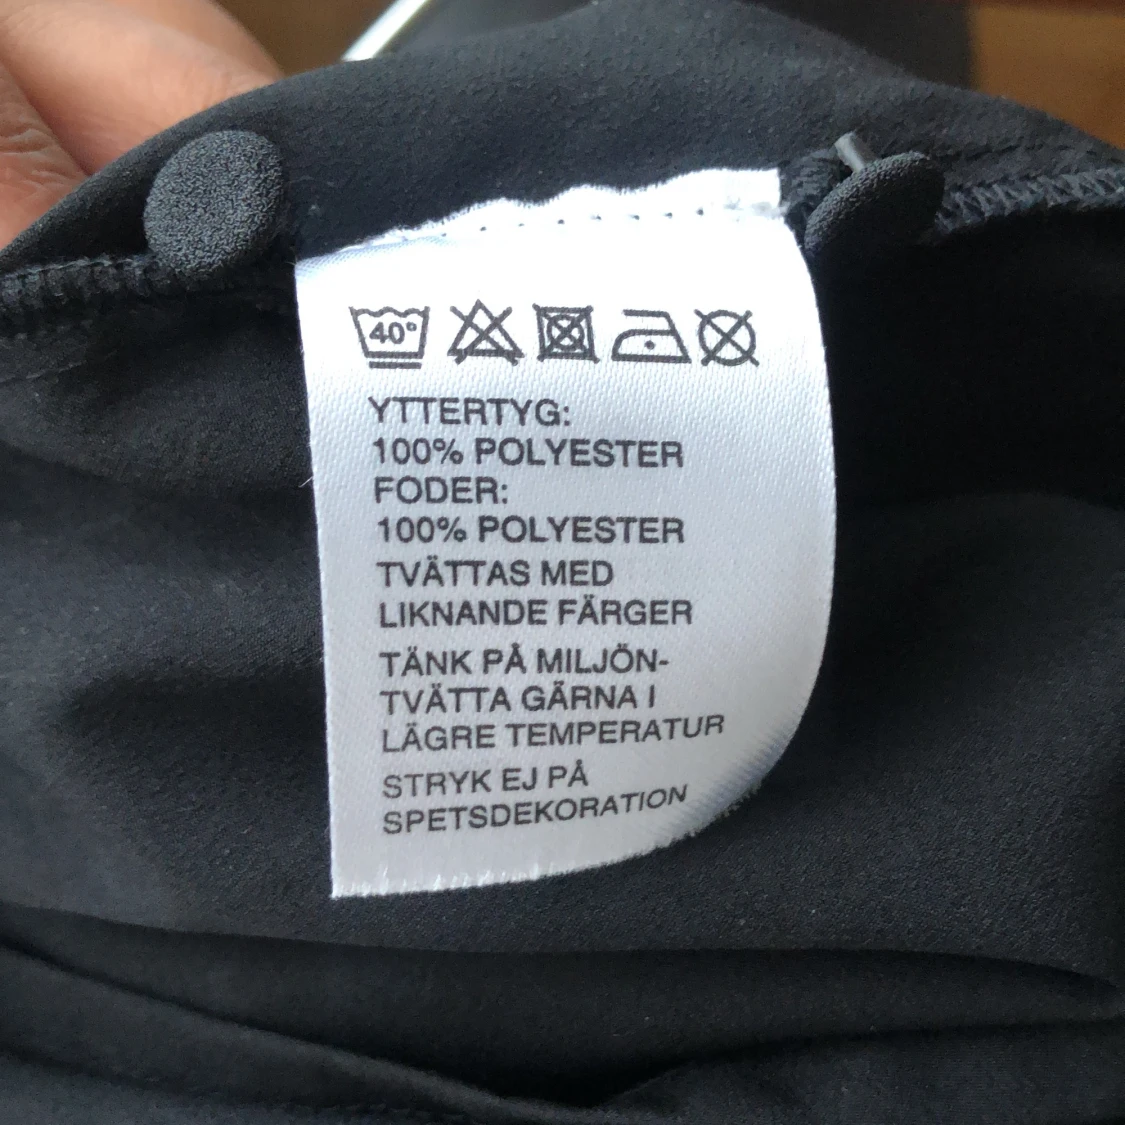 40°
YTTERTYG:
100% POLYESTER
FODER:
100% POLYESTER
TVÄTTAS MED
LIKNANDE FÄRGER
TÄNK PÅ MILJÖN-
TVÄTTA GÄRNA I
LÄGRE TEMPERATUR
STRYK EJ PÅ
SPETSDEKORATION